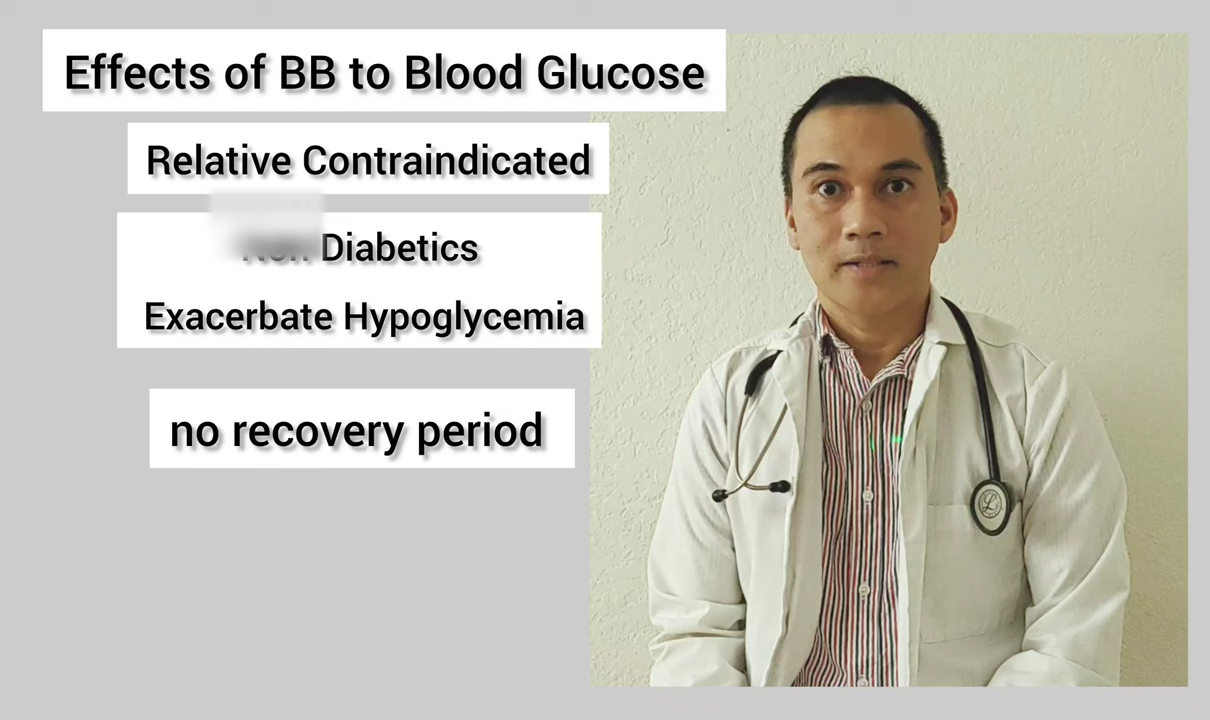 Effects of BB to Blood Glucose
Relative Contraindicated
Diabetics
Exacerbate Hypoglycemia
no recovery period